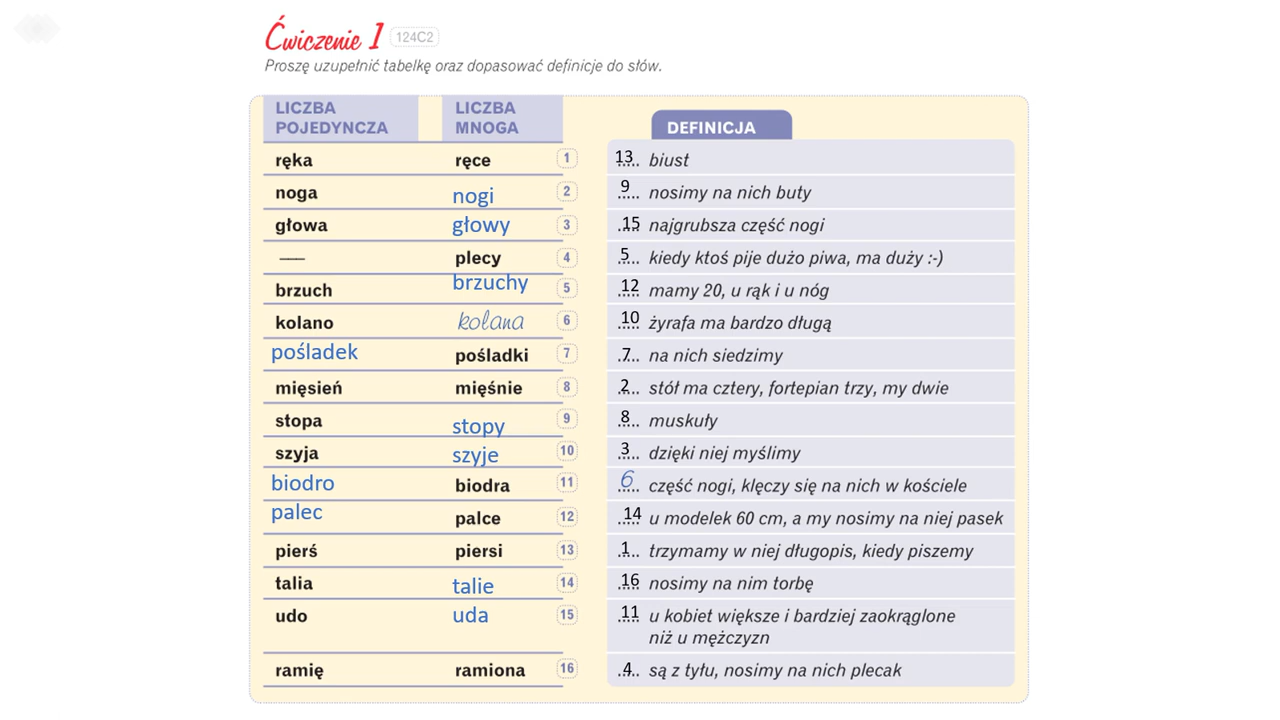 Ćwiczenie 1 124C2
Proszę uzupełnić tabelkę oraz dopasować definicje do słów.
LICZBA POJEDYNCZA LICZBA MNOGA DEFINICJA
ręka ręce 1 13 biust
noga nogi 2 9 nosimy na nich buty
głowa głowy 3 15 najgrubsza część nogi
— plecy 4 5 kiedy ktoś pije dużo piwa, ma duży :-)
brzuch brzuchy 5 12 mamy 20, u rąk i u nóg
kolano kolana 6 10 żyrafa ma bardzo długą
pośladek pośladki 7 7 na nich siedzimy
mięsień mięśnie 8 2 stół ma cztery, fortepian trzy, my dwie
stopa stopy 9 8 muskuły
szyja szyje 10 3 dzięki niej myślimy
biodro biodra 11 6 część nogi, klęczy się na nich w kościele
palec palce 12 14 u modelek 60 cm, a my nosimy na niej pasek
pierś piersi 13 1 trzymamy w niej długopis, kiedy piszemy
talia talie 14 16 nosimy na nim torbę
udo uda 15 11 u kobiet większe i bardziej zaokrąglone
niż u mężczyzn
ramię ramiona 16 4 są z tyłu, nosimy na nich plecak